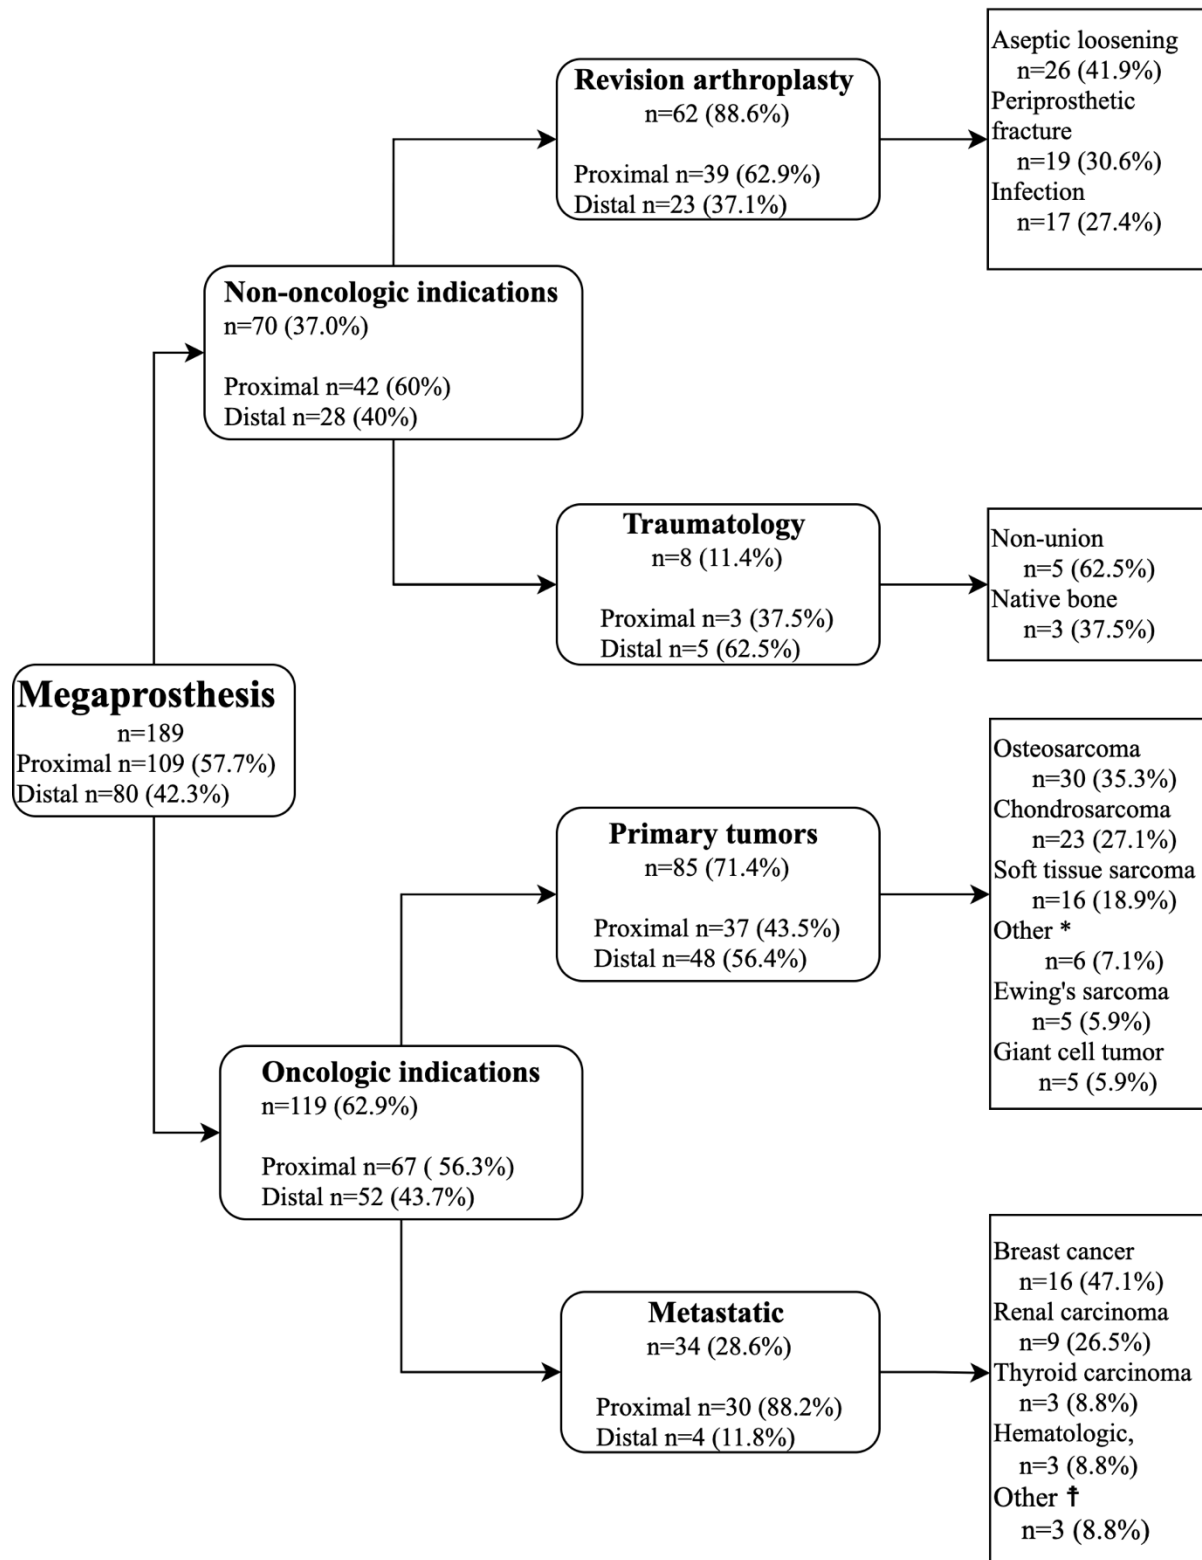 Revision arthroplasty
n=62 (88.6%)
Proximal n=39 (62.9%)
Distal n=23 (37.1%)
Aseptic loosening
n=26 (41.9%)
Periprosthetic
fracture
n=19 (30.6%)
Infection
n=17 (27.4%)
Non-oncologic indications
n=70 (37.0%)
Proximal n=42 (60%)
Distal n=28 (40%)
Traumatology
n=8 (11.4%)
Proximal n=3 (37.5%)
Distal n=5 (62.5%)
Non-union
n=5 (62.5%)
Native bone
n=3 (37.5%)
Megaprosthesis
n=189
Proximal n=109 (57.7%)
Distal n=80 (42.3%)
Primary tumors
n=85 (71.4%)
Proximal n=37 (43.5%)
Distal n=48 (56.4%)
Osteosarcoma
n=30 (35.3%)
Chondrosarcoma
n=23 (27.1%)
Soft tissue sarcoma
n=16 (18.9%)
Other *
n=6 (7.1%)
Ewing's sarcoma
n=5 (5.9%)
Giant cell tumor
n=5 (5.9%)
Oncologic indications
n=119 (62.9%)
Proximal n=67 ( 56.3%)
Distal n=52 (43.7%)
Metastatic
n=34 (28.6%)
Proximal n=30 (88.2%)
Distal n=4 (11.8%)
Breast cancer
n=16 (47.1%)
Renal carcinoma
n=9 (26.5%)
Thyroid carcinoma
n=3 (8.8%)
Hematologic,
n=3 (8.8%)
Other ☨
n=3 (8.8%)